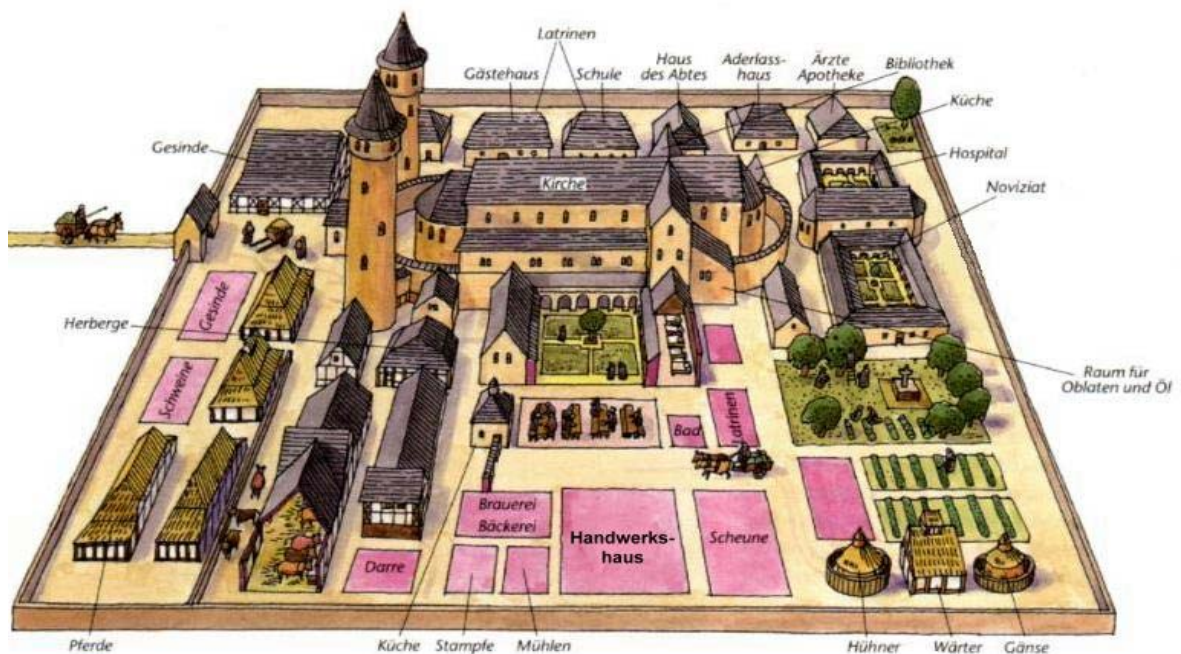 Latrinen
Gästehaus
Schule
Haus
des Abtes
Aderlass-
haus
Ärzte
Apotheke
Bibliothek
Küche
Gesinde
Kirche
Hospital
Noviziat
Gesinde
Herberge
Schweine
Raum für
Oblaten und Öl
Bad
Latrinen
Brauerei
Bäckerei
Handwerks-
haus
Scheune
Darre
Pferde
Küche
Stampfe
Mühlen
Hühner
Wärter
Gänse